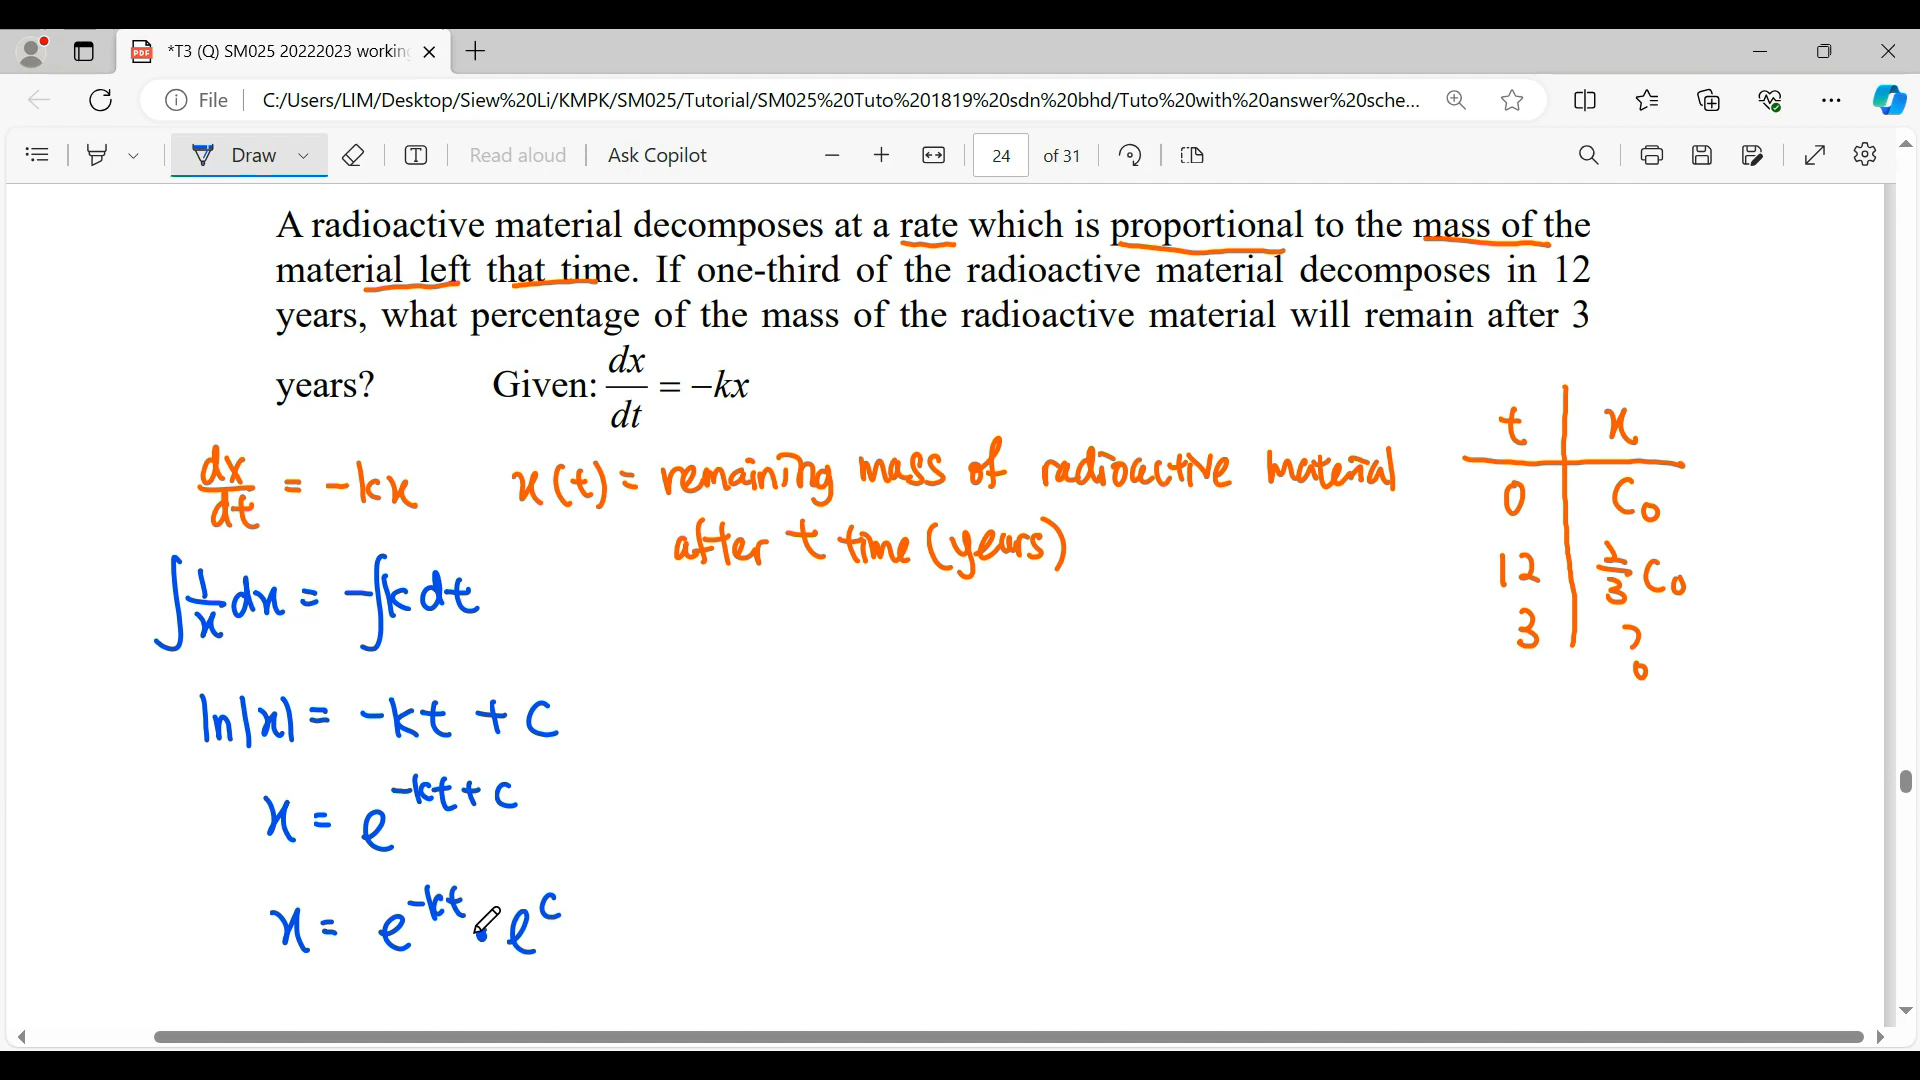 *T3 (Q) SM025 20222023 working
File
C:/Users/LIM/Desktop/Siew%20Li/KMPK/SM025/Tutorial/SM025%20Tuto%201819%20sdn%20bhd/Tuto%20with%20answer%20sche...
Draw
Read aloud
Ask Copilot
24 of 31
A radioactive material decomposes at a rate which is proportional to the mass of the
material left that time. If one-third of the radioactive material decomposes in 12
years, what percentage of the mass of the radioactive material will remain after 3
years? Given: dx/dt = −kx
dx/dt = -kx
x(t) = remaining mass of radioactive material
after t time (years)
t | x
0 | C₀
12 | 2/3 C₀
3 | ?
∫ 1/x dx = -∫ k dt
ln|x| = -kt + c
x = e^(-kt+c)
x = e^(-kt) · e^c